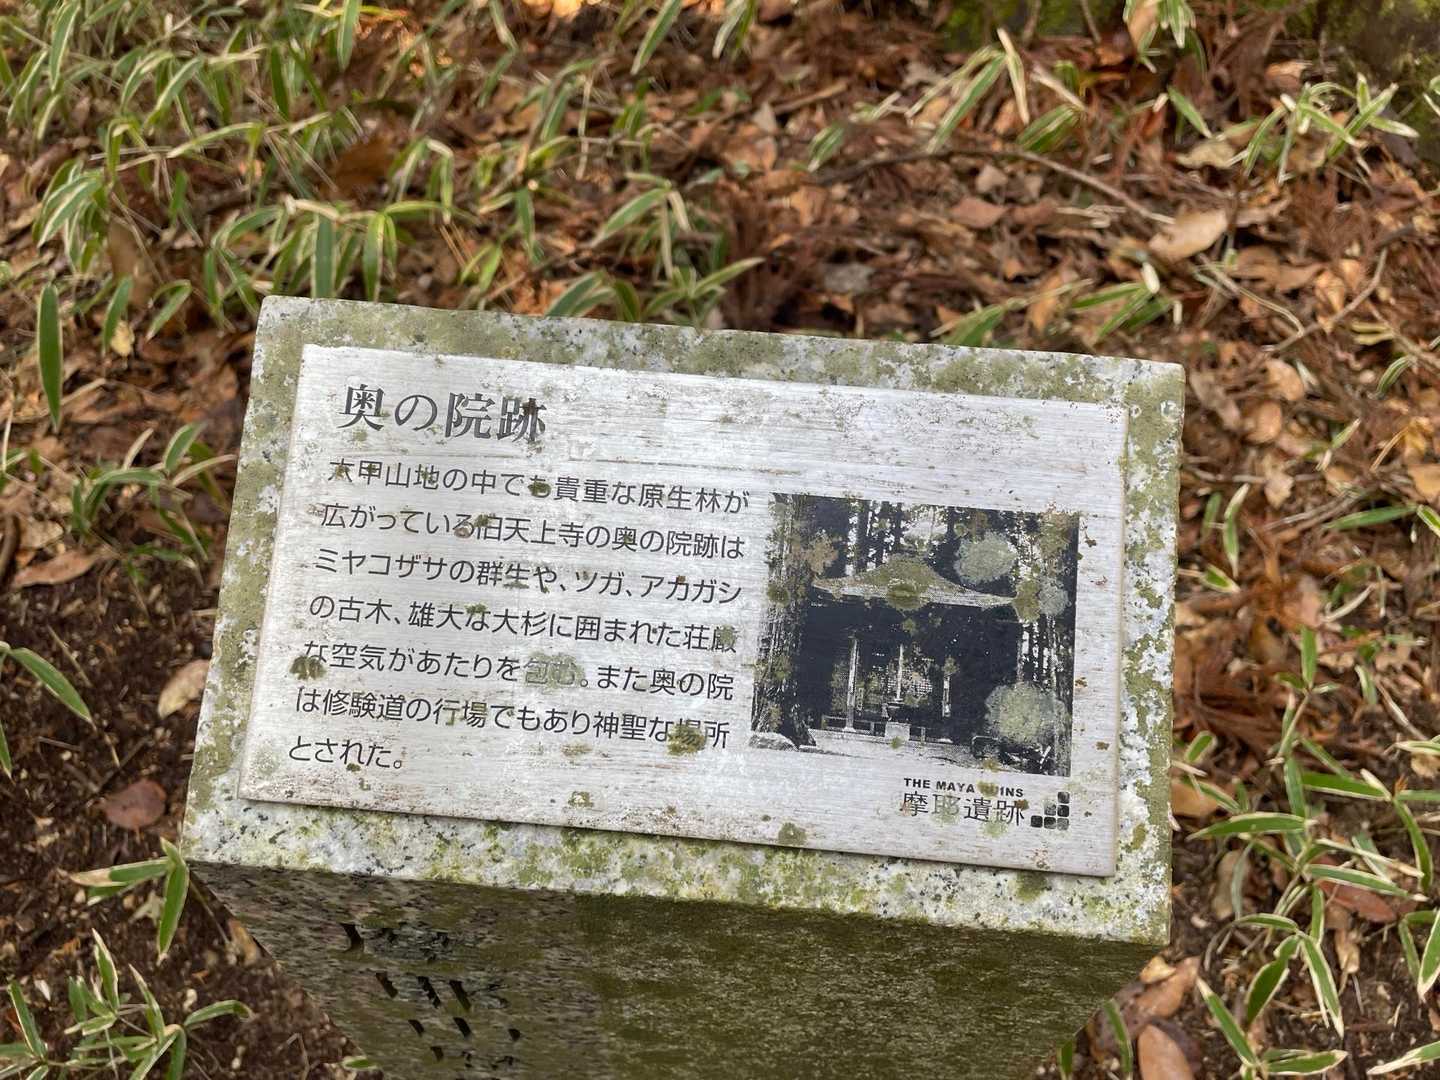 奥の院跡
六甲山地の中でも貴重な原生林が
広がっている旧天上寺の奥の院跡は
ミヤコザサの群生や、ツガ、アカガシ
の古木、雄大な大杉に囲まれた荘厳
な空気があたりを包む。また奥の院
は修験道の行場でもあり神聖な場所
とされた。
THE MAYA RUINS
摩耶遺跡